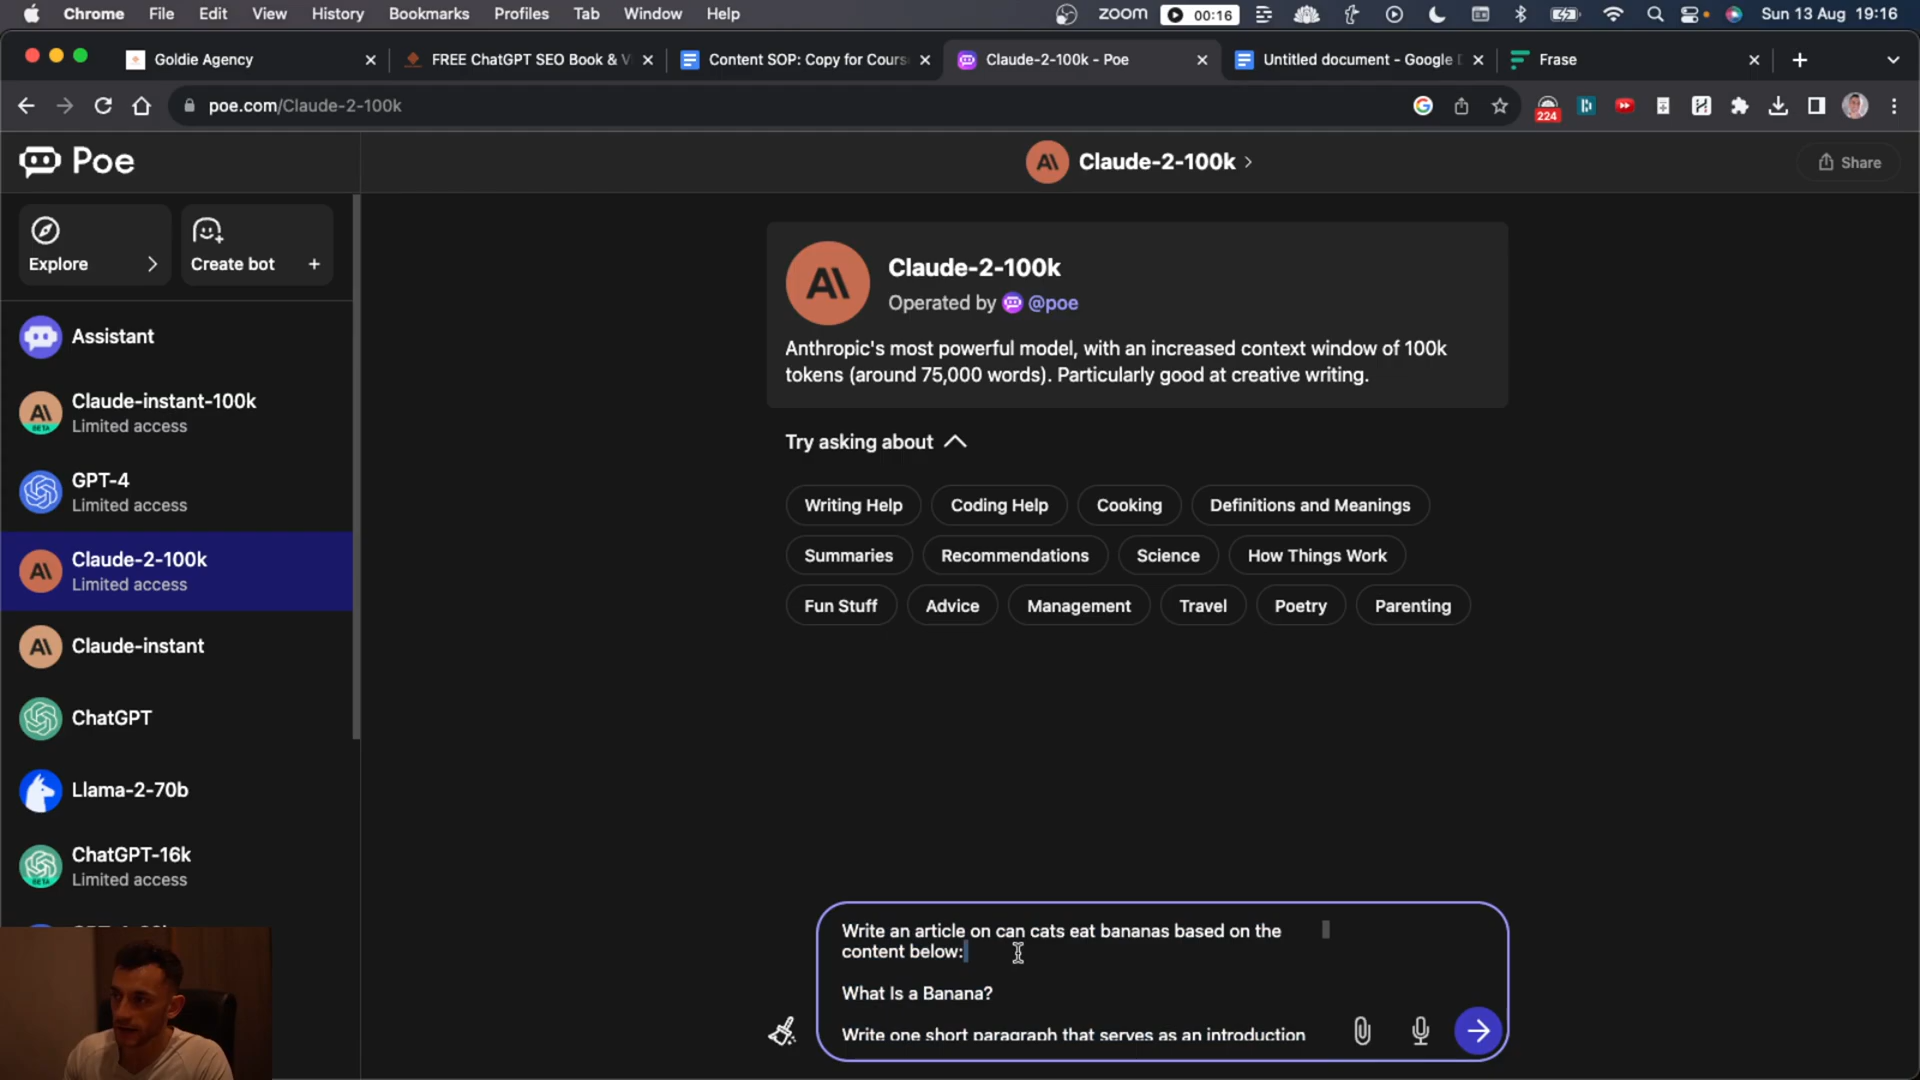 Chrome File Edit View History Bookmarks Profiles Tab Window Help
zoom 00:16 Sun 13 Aug 19:16
Goldie Agency
FREE ChatGPT SEO Book & V
Content SOP: Copy for Cours
Claude-2-100k - Poe
Untitled document - Google D
Frase
poe.com/Claude-2-100k
224
Poe
Claude-2-100k
Share
Explore
Create bot
Assistant
Claude-instant-100k
Limited access
BETA
GPT-4
Limited access
Claude-2-100k
Limited access
Claude-instant
ChatGPT
Llama-2-70b
ChatGPT-16k
Limited access
BETA
Claude-2-100k
Operated by @poe
Anthropic's most powerful model, with an increased context window of 100k
tokens (around 75,000 words). Particularly good at creative writing.
Try asking about
Writing Help Coding Help Cooking Definitions and Meanings
Summaries Recommendations Science How Things Work
Fun Stuff Advice Management Travel Poetry Parenting
Write an article on can cats eat bananas based on the
content below:
What Is a Banana?
Write one short paragraph that serves as an introduction